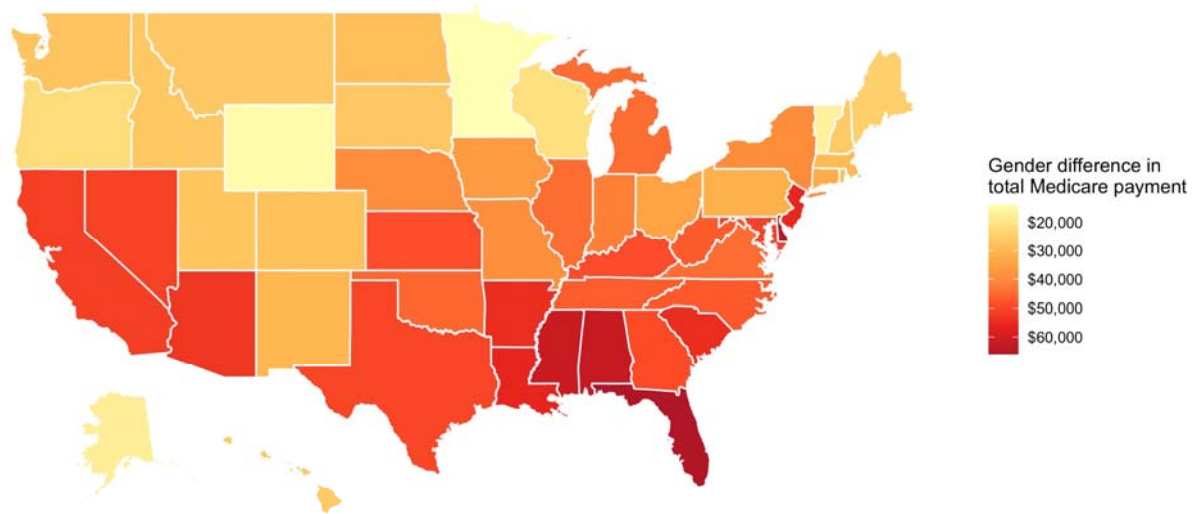 Gender difference in
total Medicare payment
$20,000
$30,000
$40,000
$50,000
$60,000